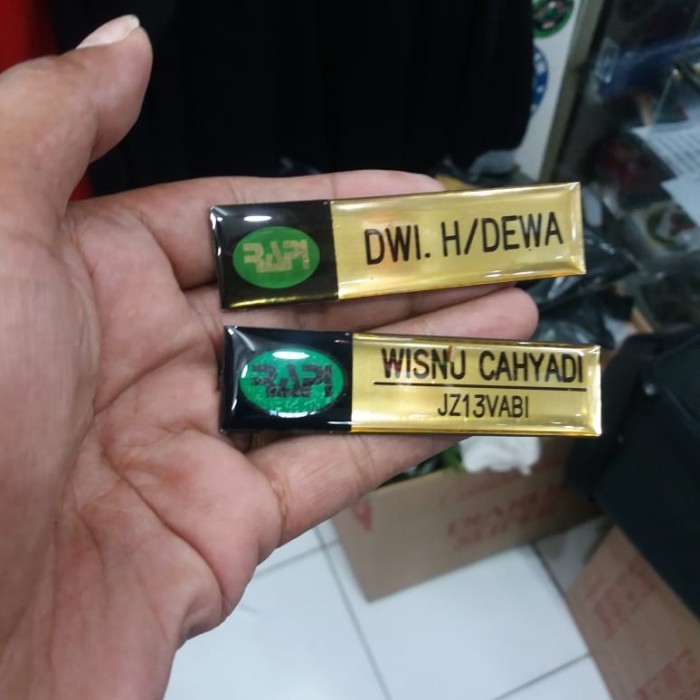 RAPI
DWI. H/DEWA
RAPI
WISNU CAHYADI
JZ13VABI